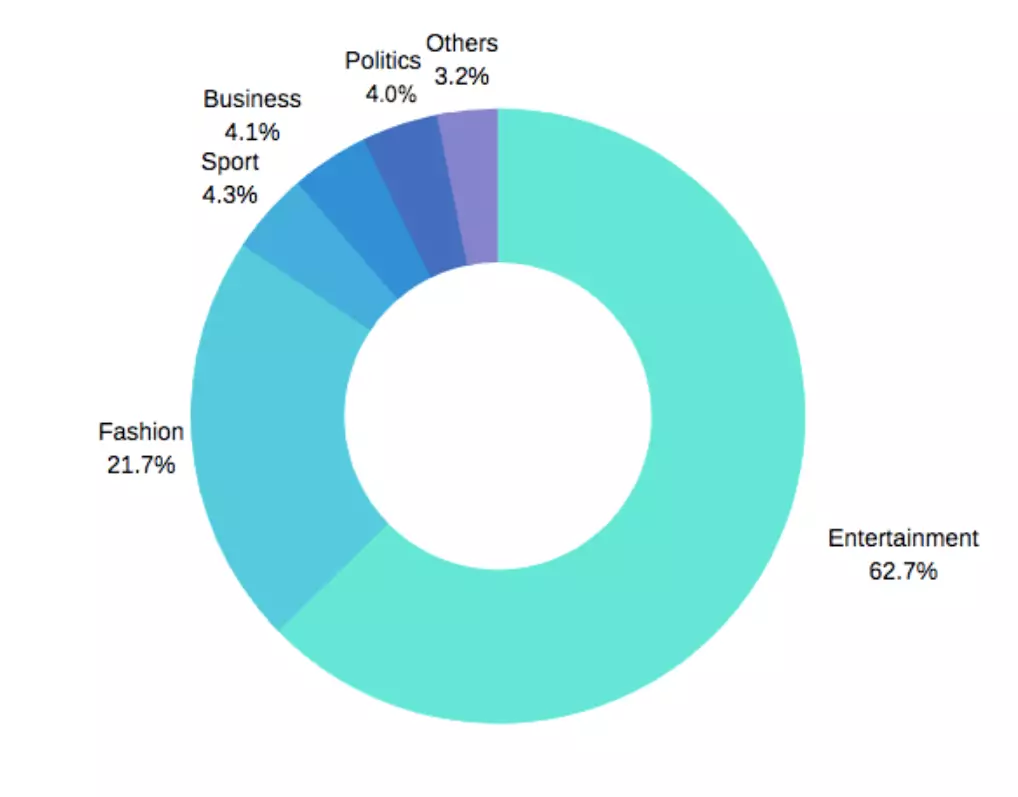 Others
3.2%
Politics
4.0%
Business
4.1%
Sport
4.3%
Fashion
21.7%
Entertainment
62.7%